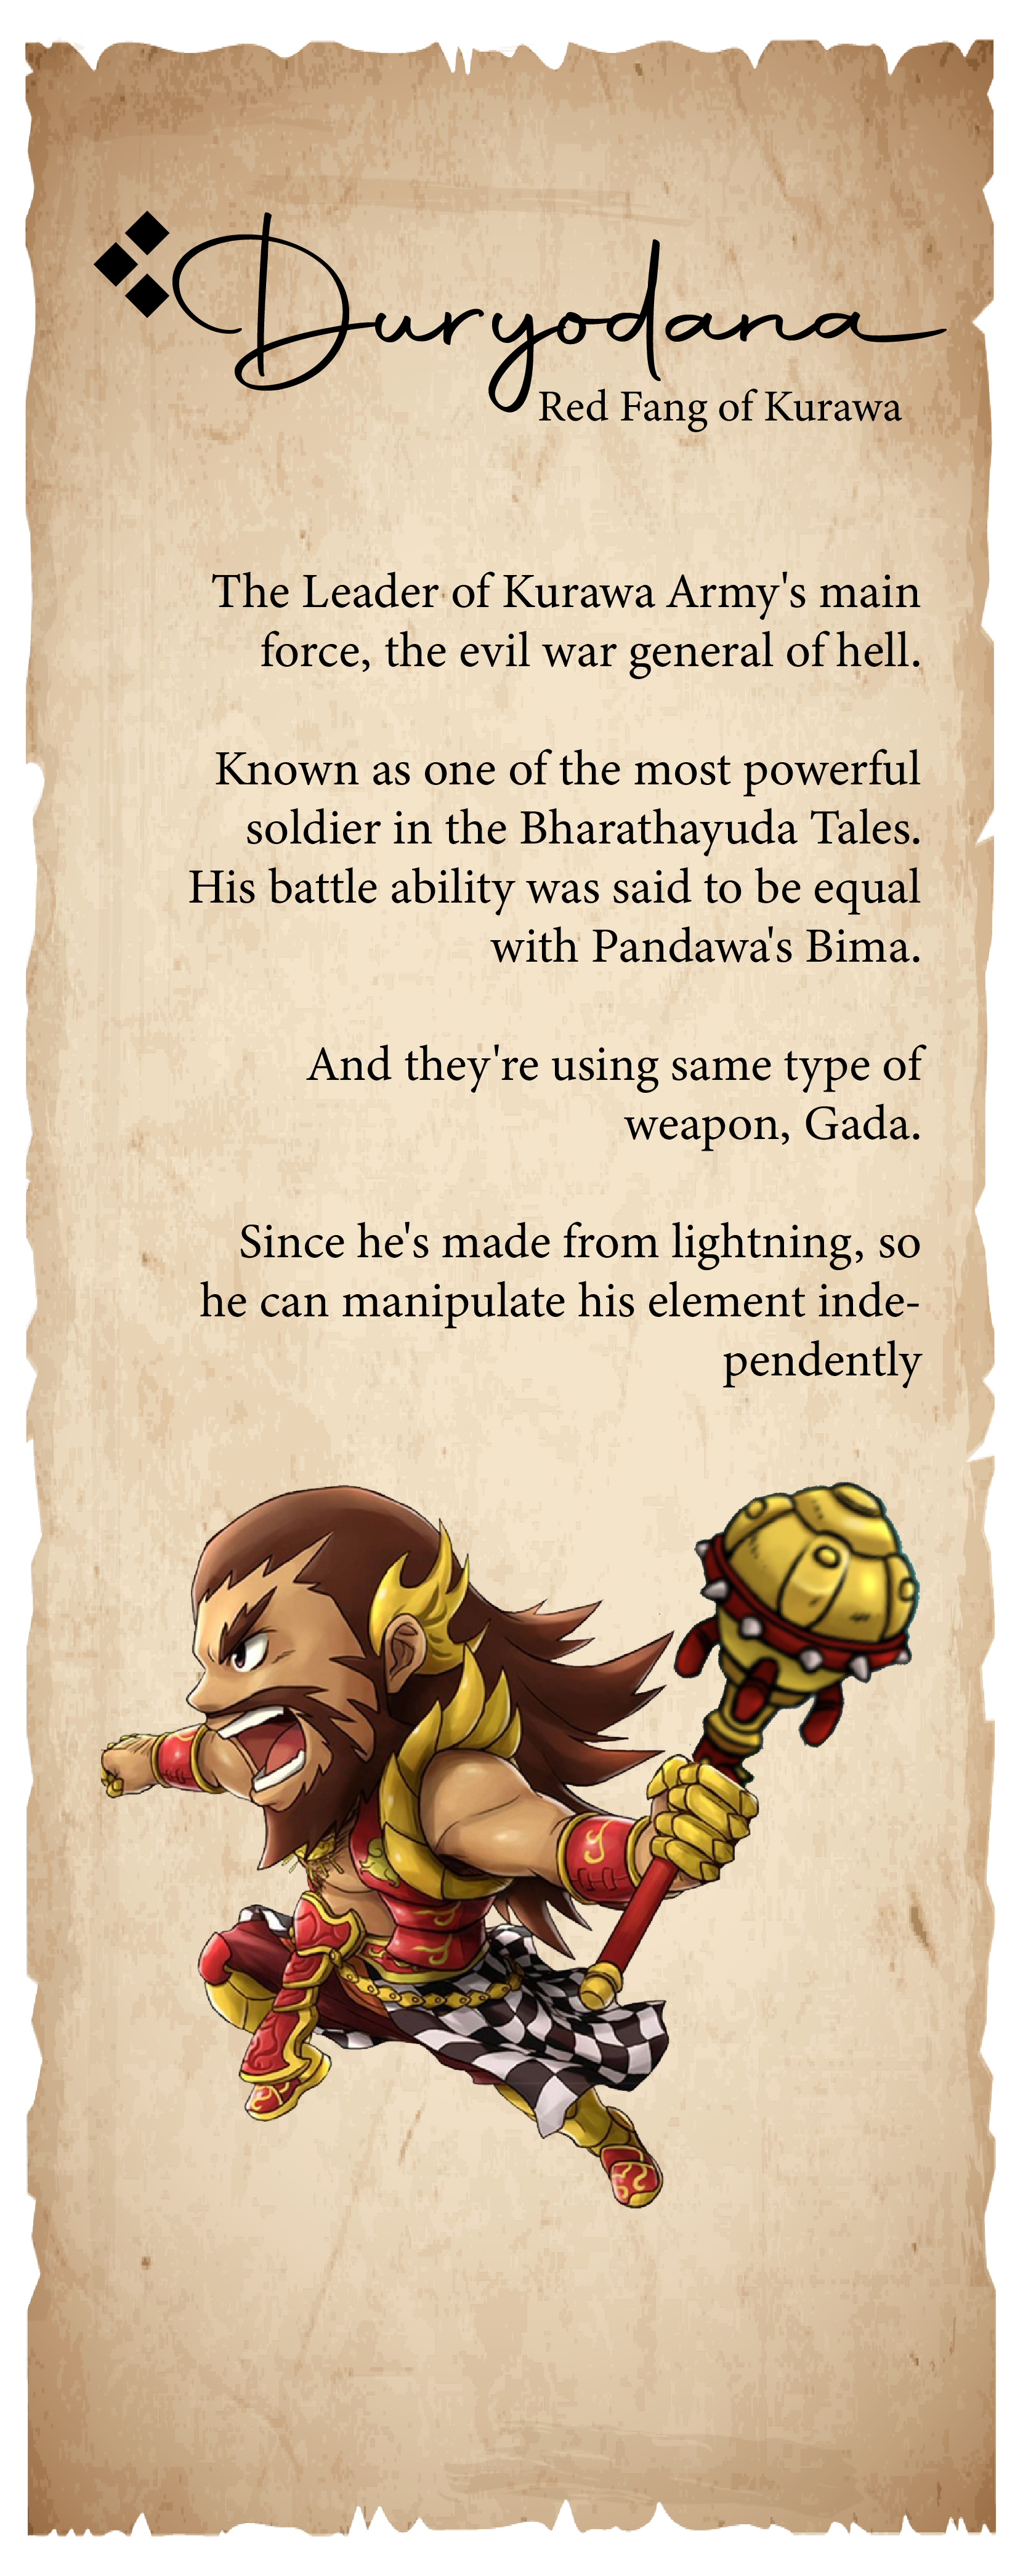 Duryodana
Red Fang of Kurawa
The Leader of Kurawa Army's main
force, the evil war general of hell.
Known as one of the most powerful
soldier in the Bharathayuda Tales.
His battle ability was said to be equal
with Pandawa's Bima.
And they're using same type of
weapon, Gada.
Since he's made from lightning, so
he can manipulate his element inde-
pendently